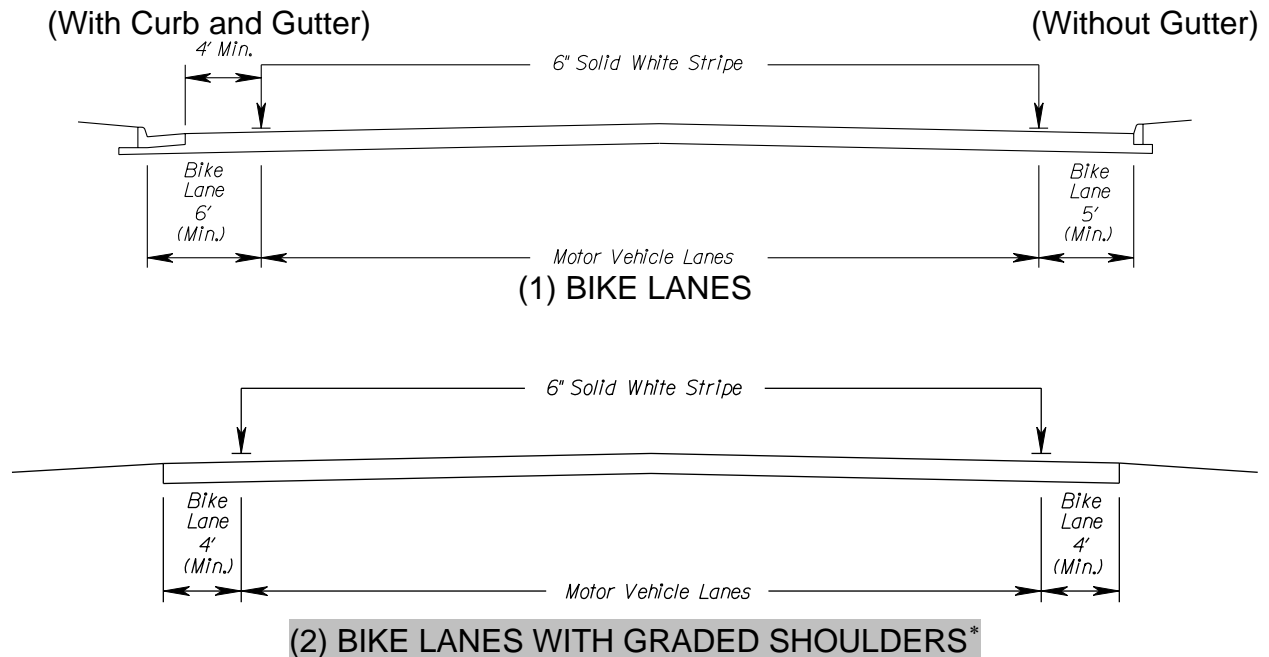 (With Curb and Gutter)
(Without Gutter)
4' Min.
6" Solid White Stripe
Bike
Lane
6'
(Min.)
Bike
Lane
5'
(Min.)
Motor Vehicle Lanes
(1) BIKE LANES
6" Solid White Stripe
Bike
Lane
4'
(Min.)
Bike
Lane
4'
(Min.)
Motor Vehicle Lanes
(2) BIKE LANES WITH GRADED SHOULDERS*